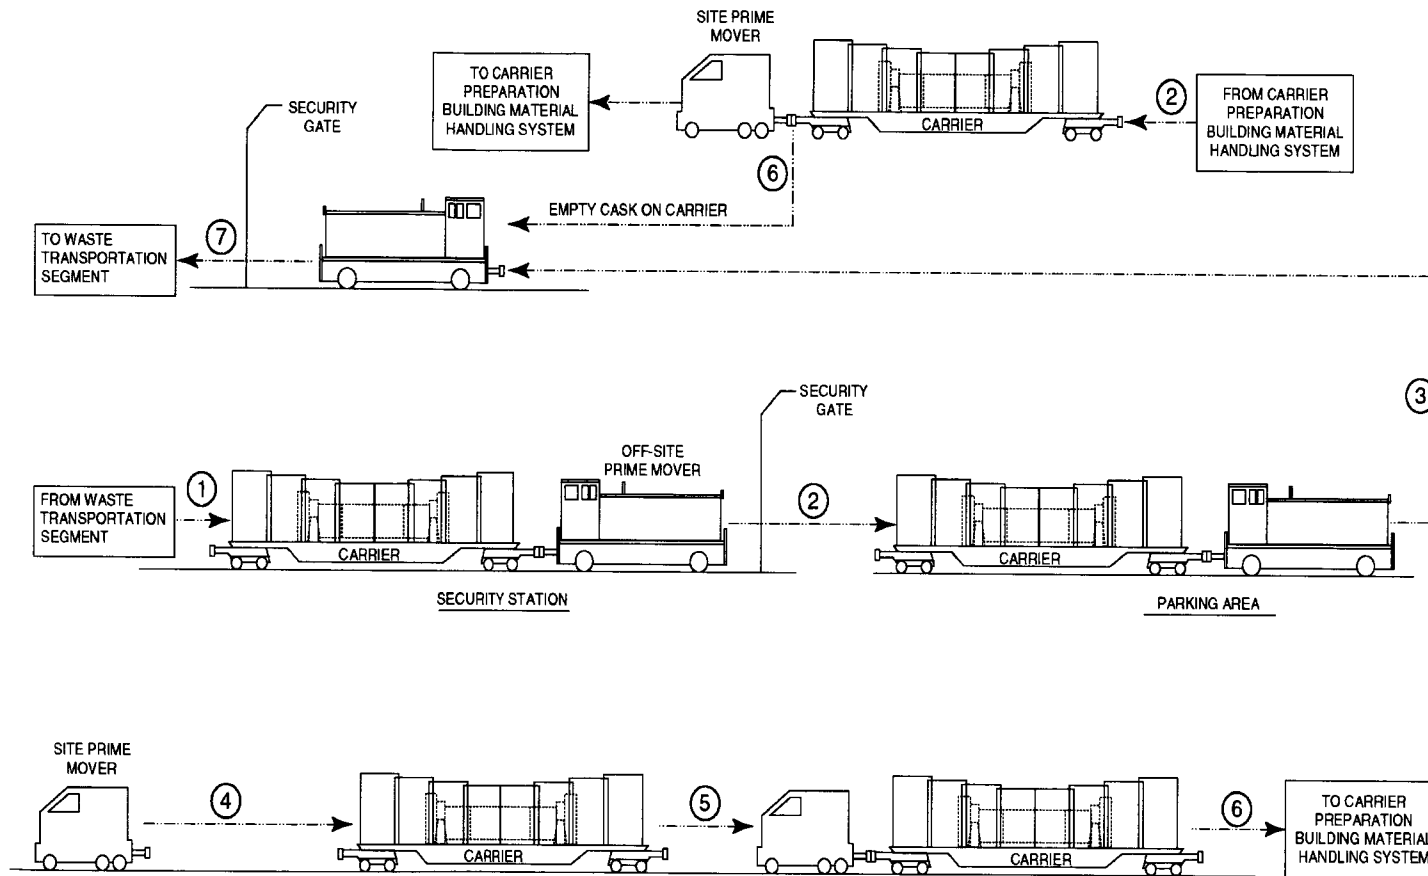 SITE PRIME
MOVER
TO CARRIER
PREPARATION
BUILDING MATERIAL
HANDLING SYSTEM
CARRIER
2
FROM CARRIER
PREPARATION
BUILDING MATERIAL
HANDLING SYSTEM
SECURITY
GATE
6
EMPTY CASK ON CARRIER
TO WASTE
TRANSPORTATION
SEGMENT
7
SECURITY
GATE
3
FROM WASTE
TRANSPORTATION
SEGMENT
1
CARRIER
OFF-SITE
PRIME MOVER
2
CARRIER
SECURITY STATION
PARKING AREA
SITE PRIME
MOVER
4
CARRIER
5
CARRIER
6
TO CARRIER
PREPARATION
BUILDING MATERIAL
HANDLING SYSTEM